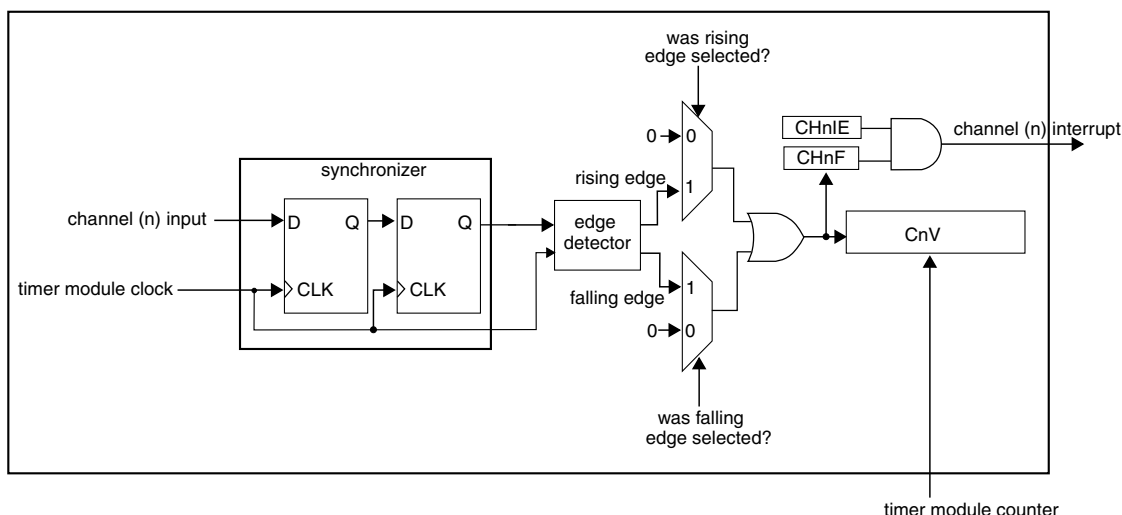 was rising
edge selected?
0
0
CHnIE
channel (n) interrupt
CHnF
synchronizer
rising edge
1
channel (n) input
D
Q
D
Q
edge
detector
CnV
timer module clock
CLK
CLK
falling edge
1
0
0
was falling
edge selected?
timer module counter